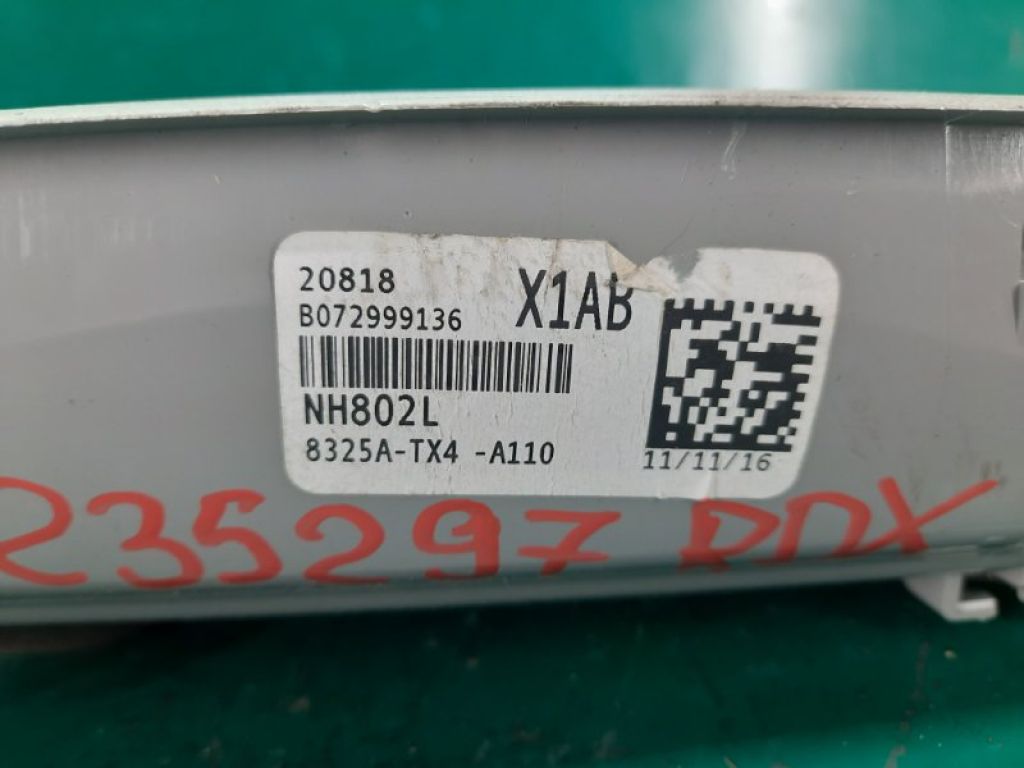 20818
X1AB
B072999136
NH802L
8325A-TX4 -A110
11/11/16
235297 RDX